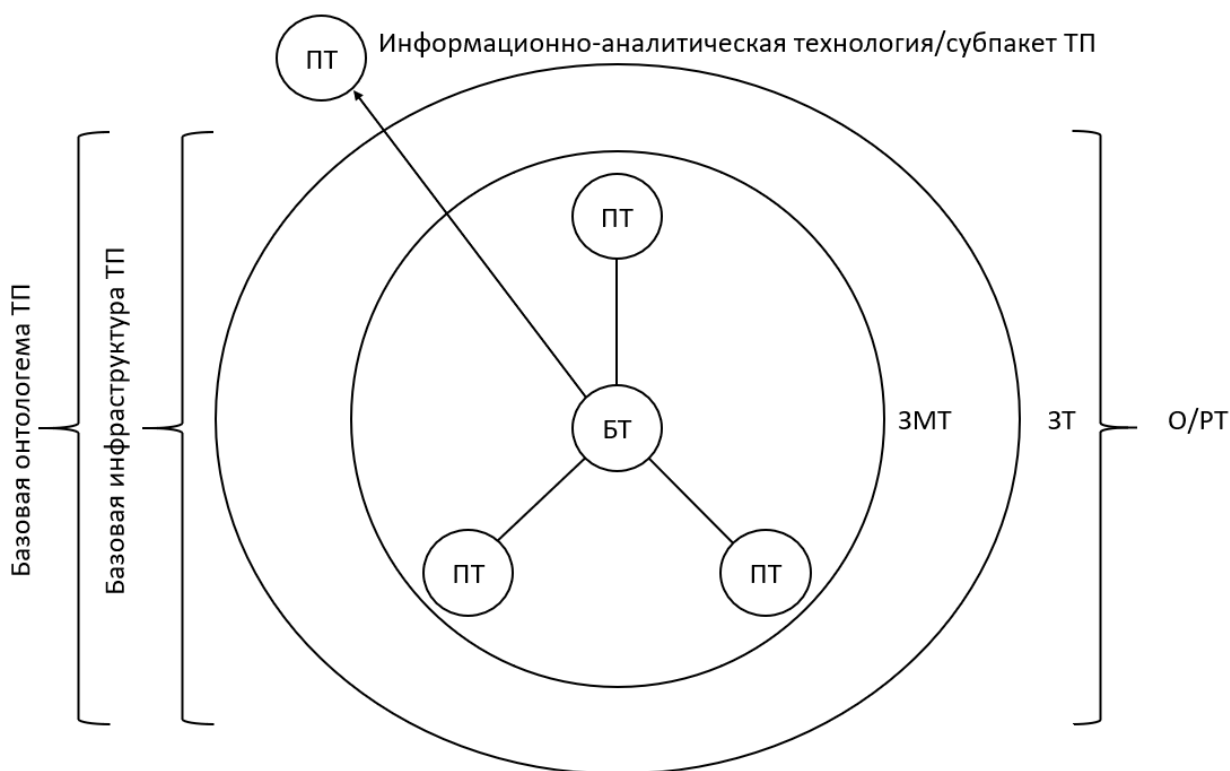 Информационно-аналитическая технология/субпакет ТП
ПТ
ПТ
Базовая онтологема ТП
Базовая инфраструктура ТП
БТ
ЗМТ
ЗТ
О/РТ
ПТ
ПТ